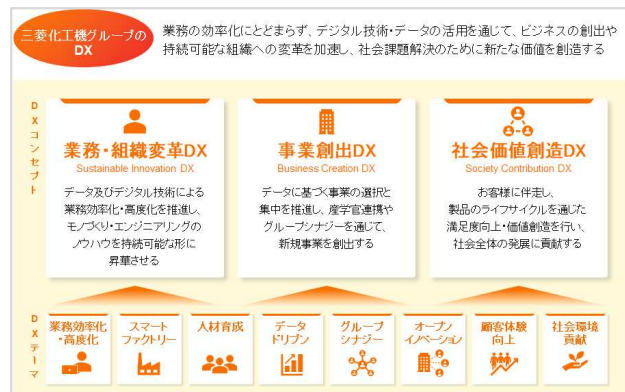 三菱化工機グループの
DX
業務の効率化にとどまらず、デジタル技術・データの活用を通じて、ビジネスの創出や
持続可能な組織への変革を加速し、社会課題解決のために新たな価値を創造する
DXコンセプト
業務・組織変革DX
Sustainable Innovation DX
データ及びデジタル技術による
業務効率化・高度化を推進し、
モノづくり・エンジニアリングの
ノウハウを持続可能な形に
昇華させる
事業創出DX
Business Creation DX
データに基づく事業の選択と
集中を推進し、産学官連携や
グループシナジーを通じて、
新規事業を創出する
社会価値創造DX
Society Contribution DX
お客様に伴走し、
製品のライフサイクルを通じた
満足度向上・価値創造を行い、
社会全体の発展に貢献する
DXテーマ
業務効率化
・高度化
スマート
ファクトリー
人材育成
データ
ドリブン
グループ
シナジー
オープン
イノベーション
顧客体験
向上
社会環境
貢献